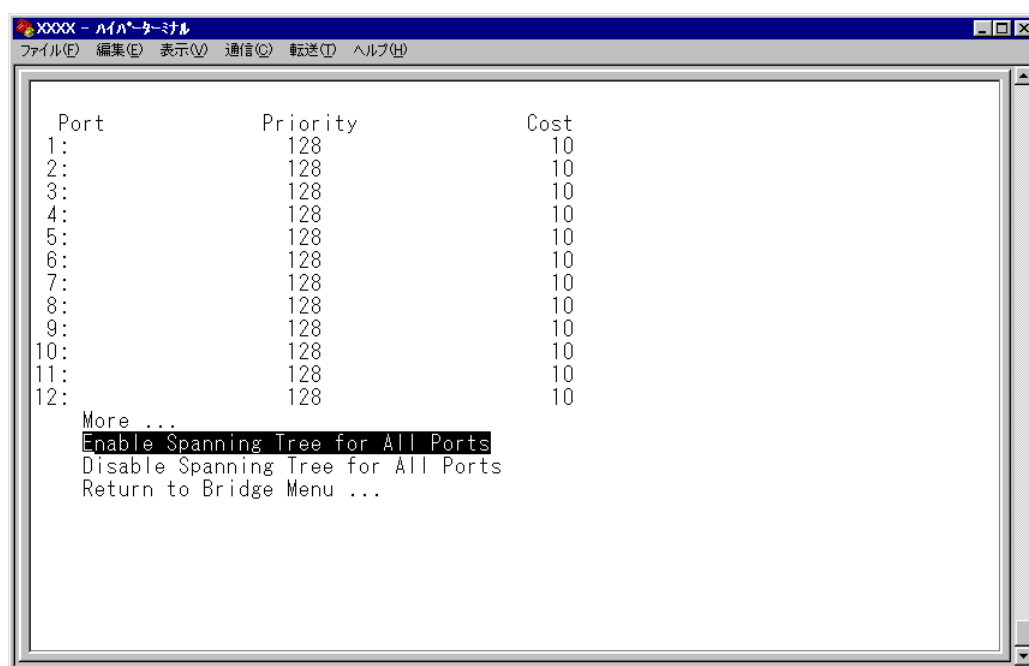 XXXX - ﾊｲﾊﾟｰﾀｰﾐﾅﾙ
ファイル(F) 編集(E) 表示(V) 通信(C) 転送(T) ヘルプ(H)
Port Priority Cost
1: 128 10
2: 128 10
3: 128 10
4: 128 10
5: 128 10
6: 128 10
7: 128 10
8: 128 10
9: 128 10
10: 128 10
11: 128 10
12: 128 10
More ...
Enable Spanning Tree for All Ports
Disable Spanning Tree for All Ports
Return to Bridge Menu ...